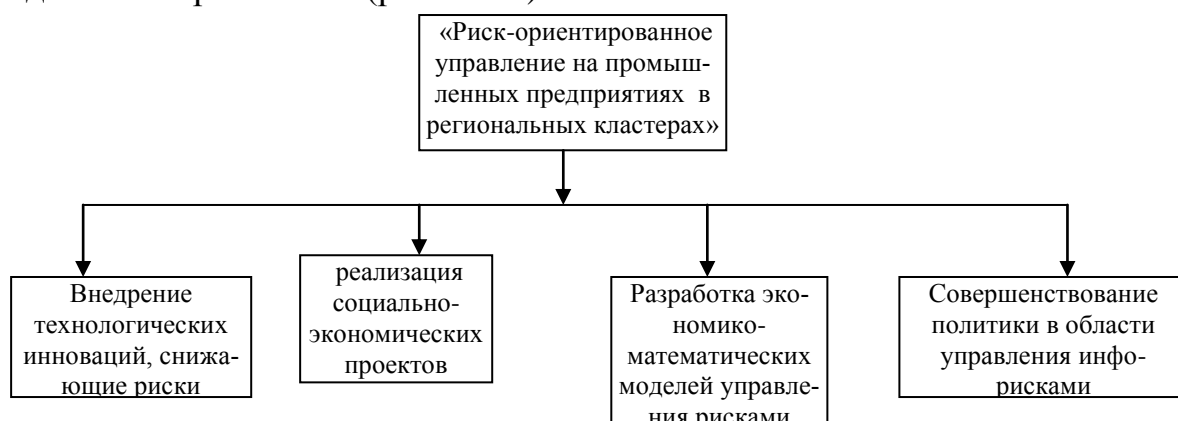 «Риск-ориентированное
управление на промыш-
ленных предприятиях в
региональных кластерах»
Внедрение
технологических
инноваций, снижа-
ющие риски
реализация
социально-
экономических
проектов
Разработка эко-
номико-
математических
моделей управле-
ния рисками
Совершенствование
политики в области
управления инфо-
рисками